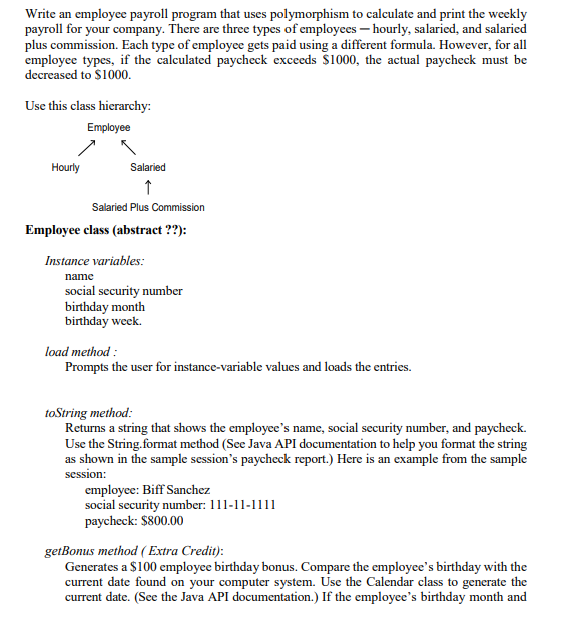 Write an employee payroll program that uses polymorphism to calculate and print the weekly
payroll for your company. There are three types of employees — hourly, salaried, and salaried
plus commission. Each type of employee gets paid using a different formula. However, for all
employee types, if the calculated paycheck exceeds $1000, the actual paycheck must be
decreased to $1000.
Use this class hierarchy:
Employee
Hourly Salaried
Salaried Plus Commission
Employee class (abstract ??):
Instance variables:
name
social security number
birthday month
birthday week.
load method :
Prompts the user for instance-variable values and loads the entries.
toString method:
Returns a string that shows the employee's name, social security number, and paycheck.
Use the String.format method (See Java API documentation to help you format the string
as shown in the sample session's paycheck report.) Here is an example from the sample
session:
employee: Biff Sanchez
social security number: 111-11-1111
paycheck: $800.00
getBonus method ( Extra Credit):
Generates a $100 employee birthday bonus. Compare the employee's birthday with the
current date found on your computer system. Use the Calendar class to generate the
current date. (See the Java API documentation.) If the employee's birthday month and